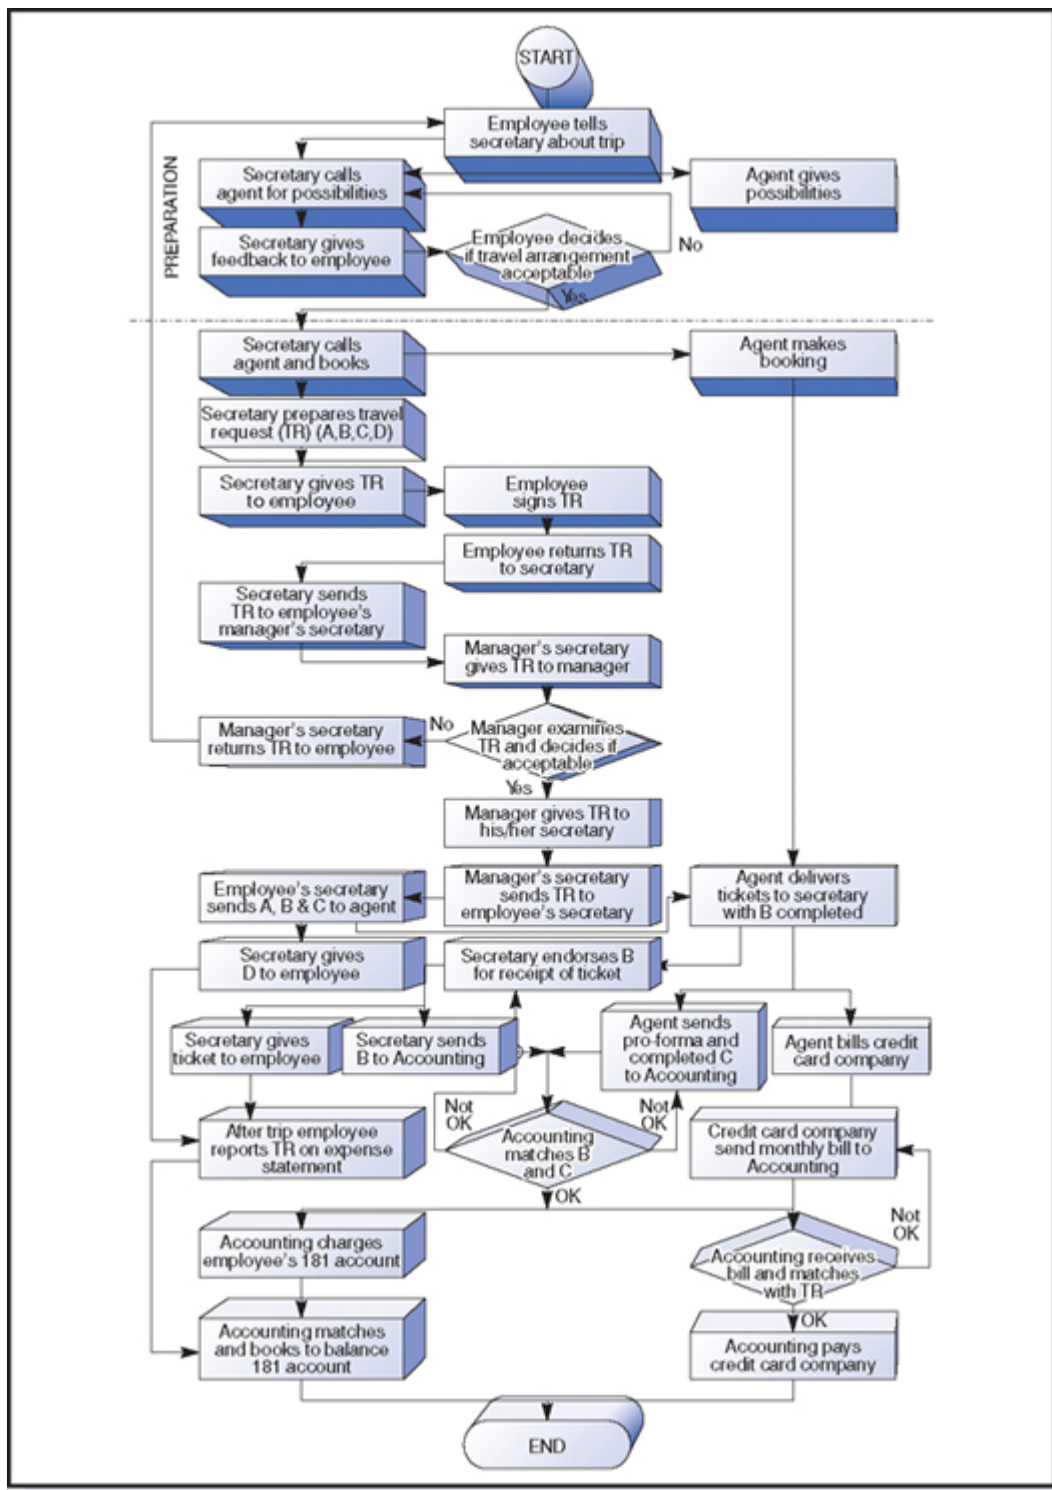 START
Employee tells
secretary about trip
PREPARATION
Secretary calls
agent for possibilities
Agent gives
possibilities
Secretary gives
feedback to employee
Employee decides
if travel arrangement
acceptable
No
Yes
Secretary calls
agent and books
Agent makes
booking
Secretary prepares travel
request (TR) (A,B,C,D)
Secretary gives TR
to employee
Employee
signs TR
Employee returns TR
to secretary
Secretary sends
TR to employee's
manager's secretary
Manager's secretary
gives TR to manager
Manager's secretary
returns TR to employee
No
Manager examines
TR and decides if
acceptable
Yes
Manager gives TR to
his/her secretary
Employee's secretary
sends A, B & C to agent
Manager's secretary
sends TR to
employee's secretary
Agent delivers
tickets to secretary
with B completed
Secretary gives
D to employee
Secretary endorses B
for receipt of ticket
Secretary gives
ticket to employee
Secretary sends
B to Accounting
Agent sends
pro-forma and
completed C
to Accounting
Agent bills credit
card company
Not
OK
Not
OK
After trip employee
reports TR on expense
statement
Accounting
matches
B and C
Credit card company
send monthly bill to
Accounting
OK
Not
OK
Accounting charges
employee's 181 account
Accounting receives
bill and matches
with TR
OK
Accounting matches
and books to balance
181 account
Accounting pays
credit card company
END